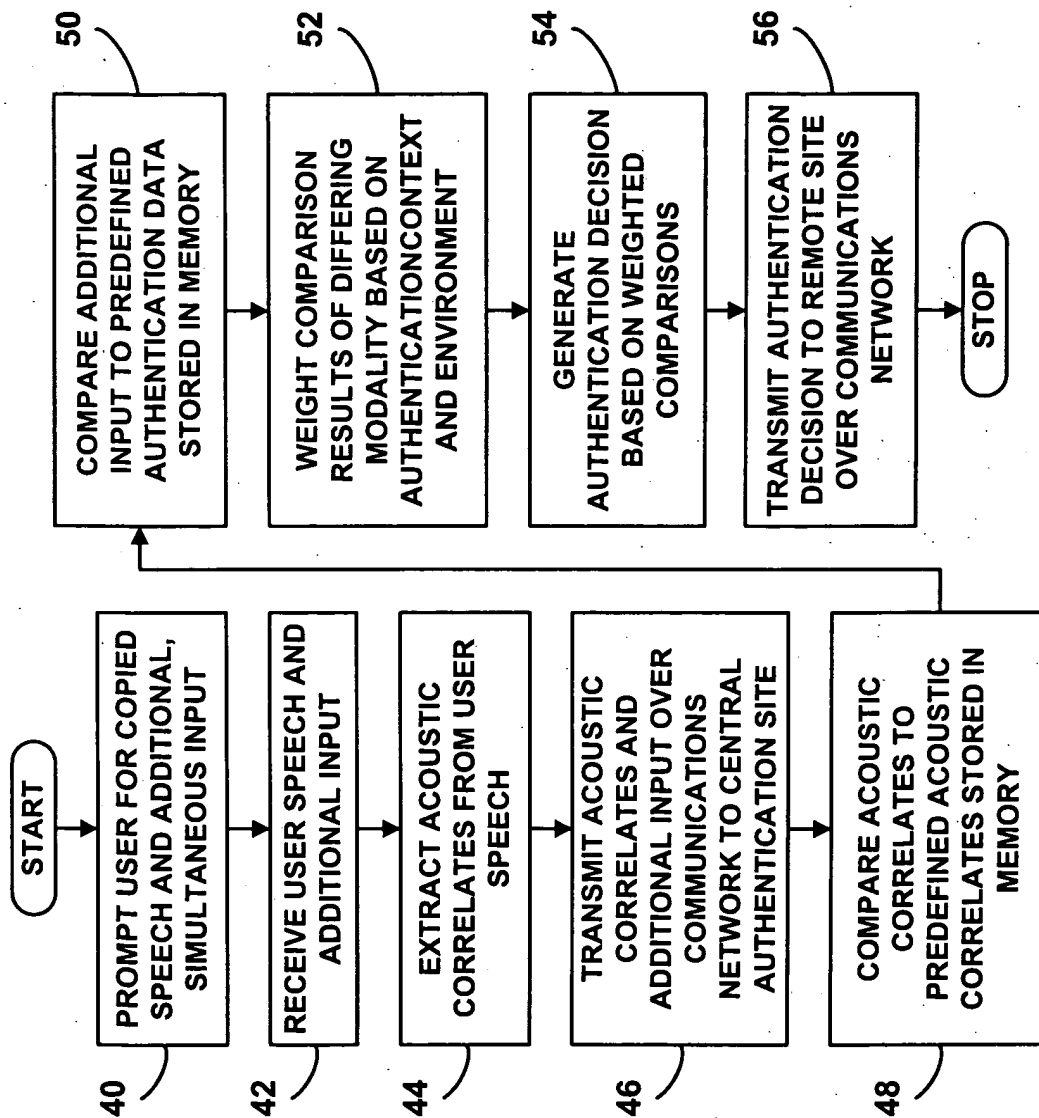 START
40
PROMPT USER FOR COPIED
SPEECH AND ADDITIONAL,
SIMULTANEOUS INPUT
42
RECEIVE USER SPEECH AND
ADDITIONAL INPUT
44
EXTRACT ACOUSTIC
CORRELATES FROM USER
SPEECH
46
TRANSMIT ACOUSTIC
CORRELATES AND
ADDITIONAL INPUT OVER
COMMUNICATIONS
NETWORK TO CENTRAL
AUTHENTICATION SITE
48
COMPARE ACOUSTIC
CORRELATES TO
PREDEFINED ACOUSTIC
CORRELATES STORED IN
MEMORY
50
COMPARE ADDITIONAL
INPUT TO PREDEFINED
AUTHENTICATION DATA
STORED IN MEMORY
52
WEIGHT COMPARISON
RESULTS OF DIFFERING
MODALITY BASED ON
AUTHENTICATIONCONTEXT
AND ENVIRONMENT
54
GENERATE
AUTHENTICATION DECISION
BASED ON WEIGHTED
COMPARISONS
56
TRANSMIT AUTHENTICATION
DECISION TO REMOTE SITE
OVER COMMUNICATIONS
NETWORK
STOP